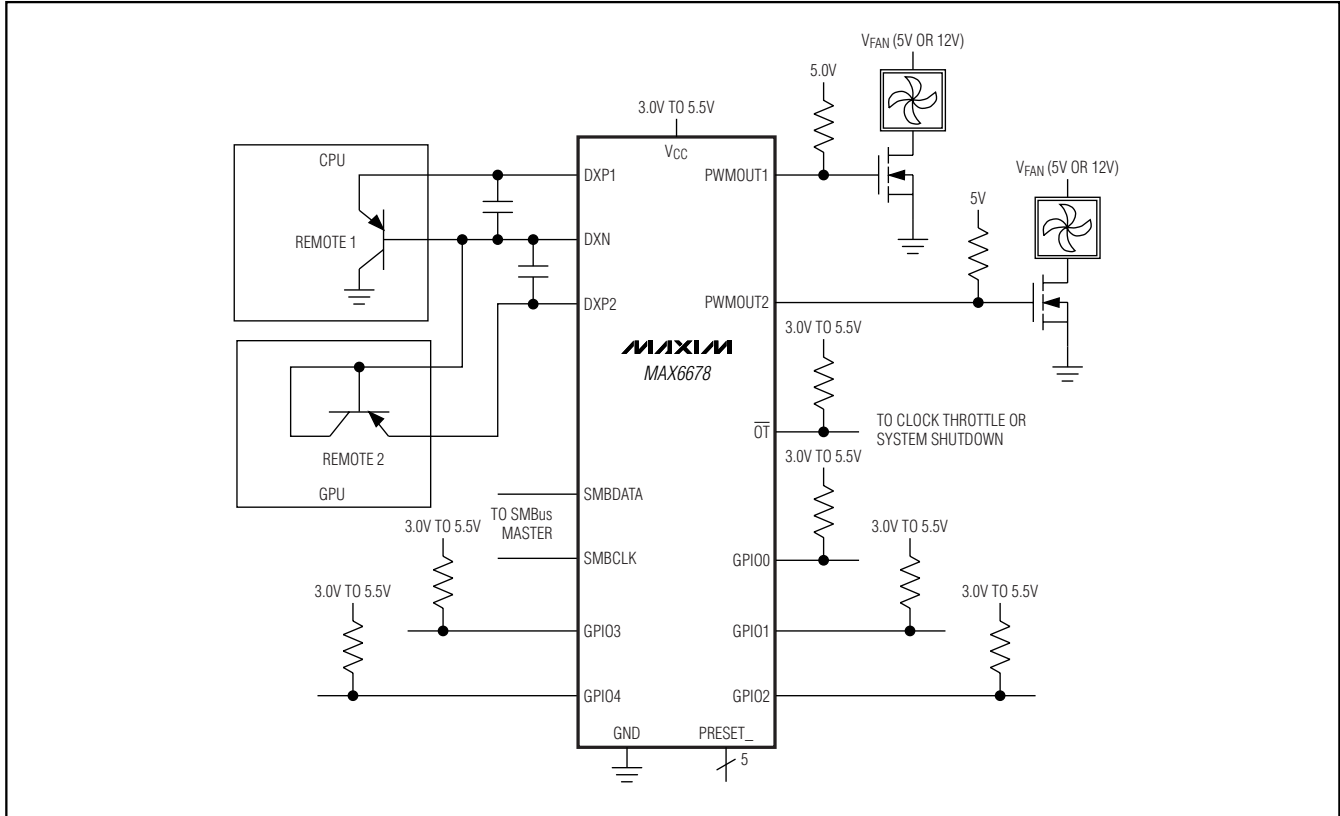 VFAN (5V OR 12V)
5.0V
3.0V TO 5.5V
VCC
CPU
DXP1
PWMOUT1
VFAN (5V OR 12V)
5V
REMOTE 1
DXN
DXP2
PWMOUT2
3.0V TO 5.5V
MAXIM
MAX6678
OT
TO CLOCK THROTTLE OR
SYSTEM SHUTDOWN
REMOTE 2
3.0V TO 5.5V
GPU
SMBDATA
TO SMBus
MASTER
3.0V TO 5.5V
3.0V TO 5.5V
SMBCLK
GPIO0
3.0V TO 5.5V
3.0V TO 5.5V
GPIO3
GPIO1
GPIO4
GPIO2
GND
PRESET_
5